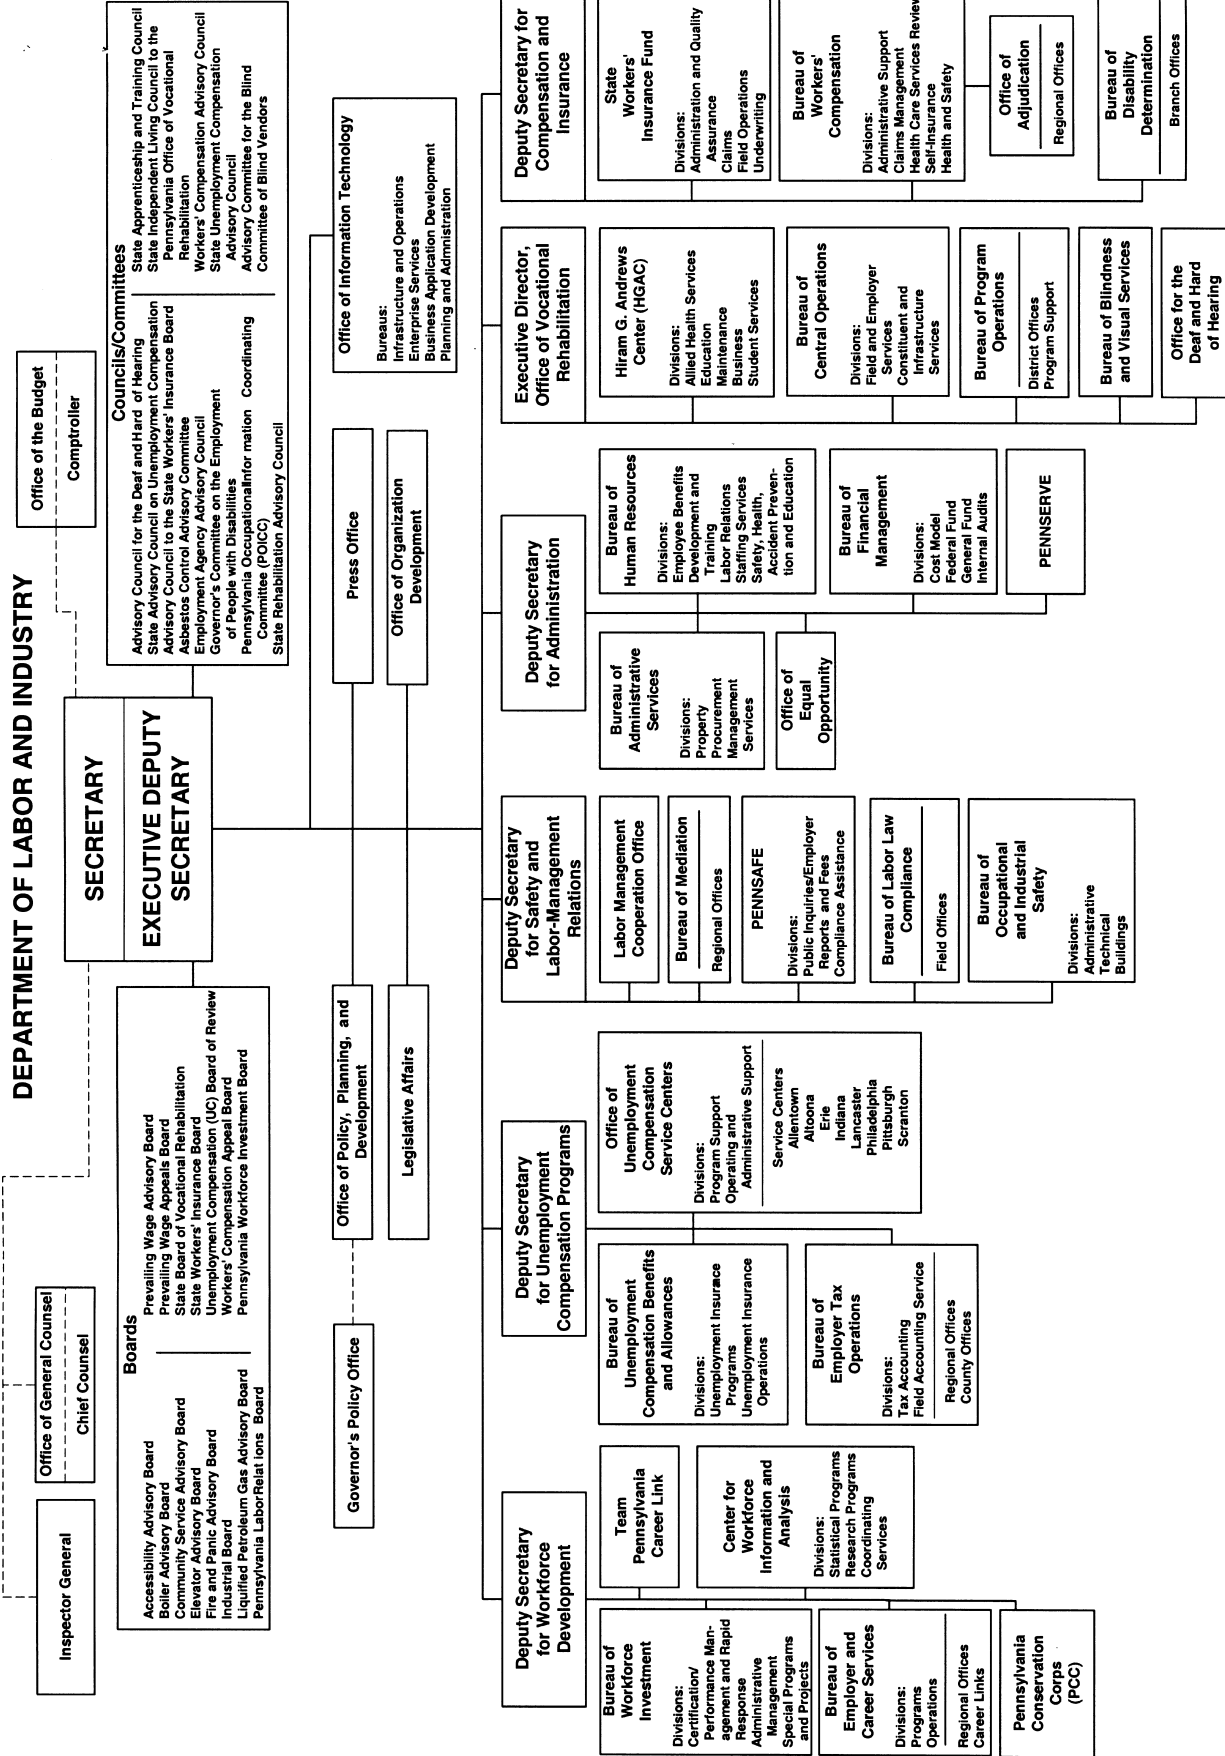 DEPARTMENT OF LABOR AND INDUSTRY
Inspector General
Office of General Counsel
Chief Counsel
SECRETARY
EXECUTIVE DEPUTY
SECRETARY
Office of the Budget
Comptroller
Boards
Accessibility Advisory Board
Boiler Advisory Board
Community Service Advisory Board
Elevator Advisory Board
Fire and Panic Advisory Board
Industrial Board
Liquified Petroleum Gas Advisory Board
Pennsylvania Labor Relations Board
Prevailing Wage Advisory Board
Prevailing Wage Appeals Board
State Board of Vocational Rehabilitation
State Workers' Insurance Board
Unemployment Compensation (UC) Board of Review
Workers' Compensation Appeal Board
Pennsylvania Workforce Investment Board
Councils/Committees
Advisory Council for the Deaf and Hard of Hearing
State Advisory Council on Unemployment Compensation
Advisory Council to the State Workers' Insurance Board
Asbestos Control Advisory Committee
Employment Agency Advisory Council
Governor's Committee on the Employment
of People with Disabilities
Pennsylvania Occupational Information Coordinating
Committee (POICC)
State Rehabilitation Advisory Council
State Apprenticeship and Training Council
State Independent Living Council to the
Pennsylvania Office of Vocational
Rehabilitation
Workers' Compensation Advisory Council
State Unemployment Compensation
Advisory Council
Advisory Committee for the Blind
Committee of Blind Vendors
Governor's Policy Office
Office of Policy, Planning, and
Development
Legislative Affairs
Press Office
Office of Organization
Development
Office of Information Technology
Bureaus:
Infrastructure and Operations
Enterprise Services
Business Application Development
Planning and Admnistration
Deputy Secretary
for Workforce
Development
Bureau of
Workforce
Investment
Divisions:
Certification/
Performance Man-
agement and Rapid
Response
Administrative
Management
Special Programs
and Projects
Team
Pennsylvania
Career Link
Center for
Workforce
Information and
Analysis
Divisions:
Statistical Programs
Research Programs
Coordinating
Services
Bureau of
Employer and
Career Services
Divisions:
Programs
Operations
Regional Offices
Career Links
Pennsylvania
Conservation
Corps
(PCC)
Deputy Secretary
for Unemployment
Compensation Programs
Bureau of
Unemployment
Compensation Benefits
and Allowances
Divisions:
Unemployment Insurance
Programs
Unemployment Insurance
Operations
Office of
Unemployment
Compensation
Service Centers
Divisions:
Program Support
Operating and
Administrative Support
Service Centers
Allentown
Altoona
Erie
Indiana
Lancaster
Philadelphia
Pittsburgh
Scranton
Bureau of
Employer Tax
Operations
Divisions:
Tax Accounting
Field Accounting Service
Regional Offices
County Offices
Deputy Secretary
for Safety and
Labor-Management
Relations
Labor Management
Cooperation Office
Bureau of Mediation
Regional Offices
PENNSAFE
Divisions:
Public Inquiries/Employer
Reports and Fees
Compliance Assistance
Bureau of Labor Law
Compliance
Field Offices
Bureau of
Occupational
and Industrial
Safety
Divisions:
Administrative
Technical
Buildings
Deputy Secretary
for Administration
Bureau of
Administrative
Services
Divisions:
Property
Procurement
Management
Services
Office of
Equal
Opportunity
Bureau of
Human Resources
Divisions:
Employee Benefits
Development and
Training
Labor Relations
Staffing Services
Safety, Health,
Accident Preven-
tion and Education
Bureau of
Financial
Management
Divisions:
Cost Model
Federal Fund
General Fund
Internal Audits
PENNSERVE
Executive Director,
Office of Vocational
Rehabilitation
Hiram G. Andrews
Center (HGAC)
Divisions:
Allied Health Services
Education
Maintenance
Business
Student Services
Bureau of
Central Operations
Divisions:
Field and Employer
Services
Constituent and
Infrastructure
Services
Bureau of Program
Operations
District Offices
Program Support
Bureau of Blindness
and Visual Services
Office for the
Deaf and Hard
of Hearing
Deputy Secretary for
Compensation and
Insurance
State
Workers'
Insurance Fund
Divisions:
Administration and Quality
Assurance
Claims
Field Operations
Underwriting
Bureau of
Workers'
Compensation
Divisions:
Administrative Support
Claims Management
Health Care Services Review
Self-Insurance
Health and Safety
Office of
Adjudication
Regional Offices
Bureau of
Disability
Determination
Branch Offices